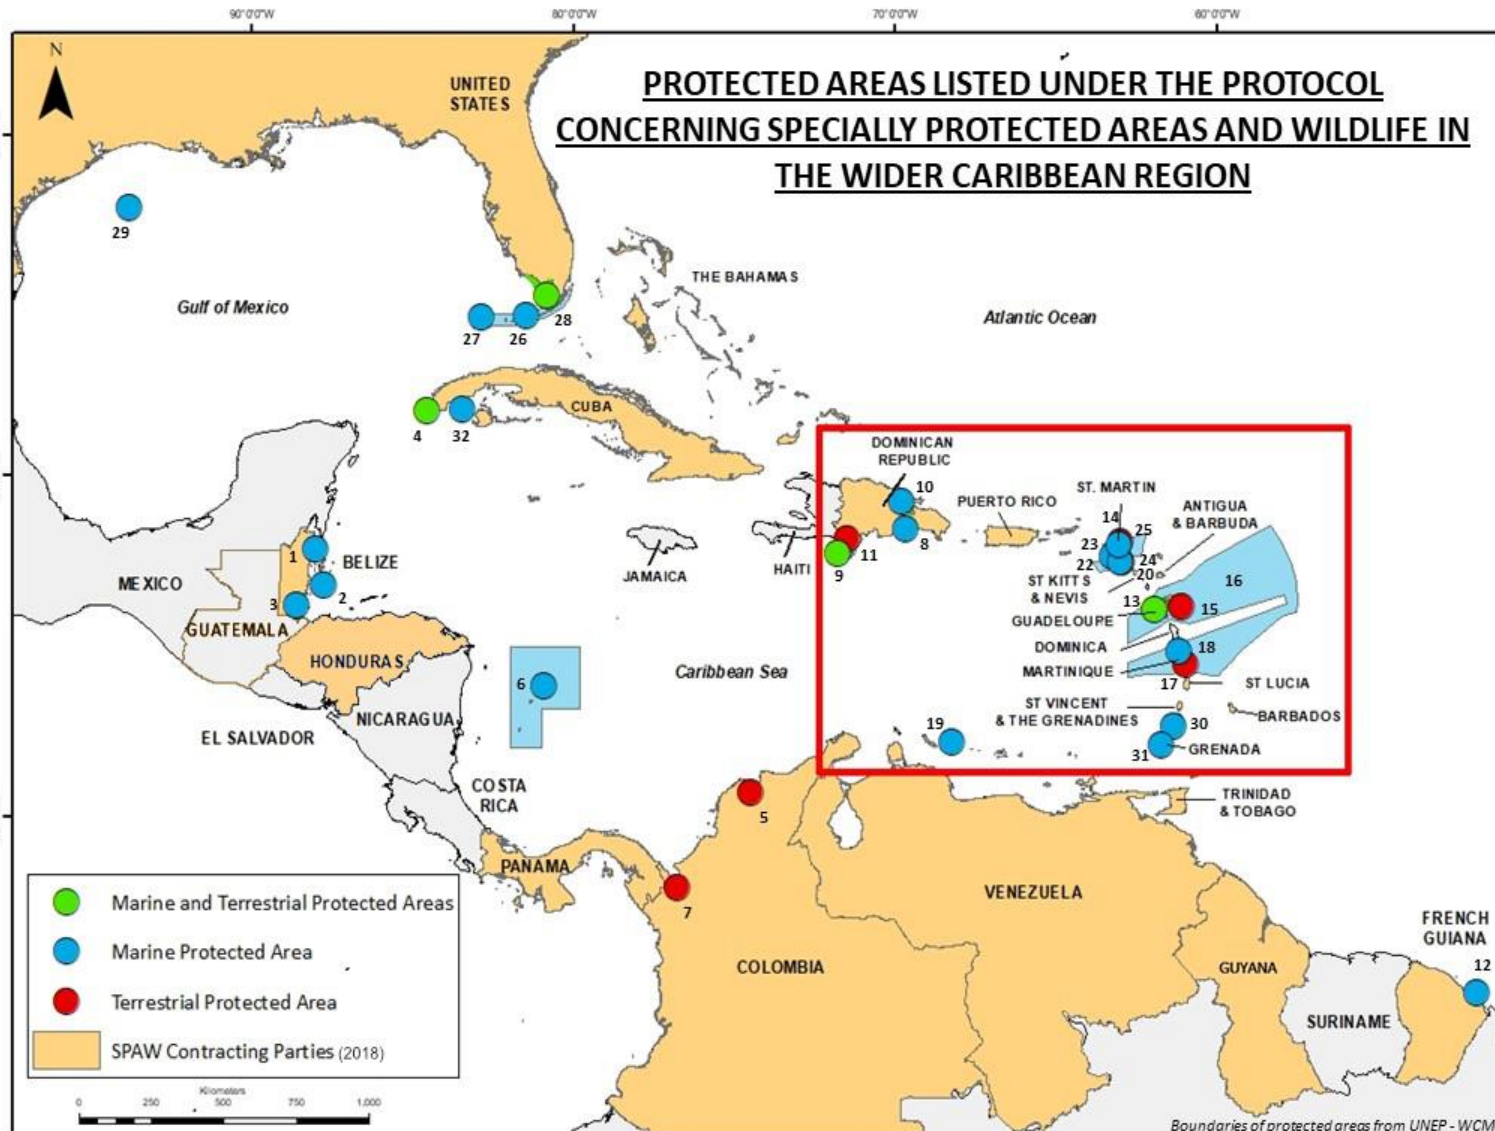 90°0'0"W
80°0'0"W
70°0'0"W
60°0'0"W
N
PROTECTED AREAS LISTED UNDER THE PROTOCOL
CONCERNING SPECIALLY PROTECTED AREAS AND WILDLIFE IN
THE WIDER CARIBBEAN REGION
UNITED
STATES
29
Gulf of Mexico
THE BAHAMAS
Atlantic Ocean
27
26
28
CUBA
4
32
DOMINICAN
REPUBLIC
10
PUERTO RICO
ST. MARTIN
ANTIGUA
& BARBUDA
14
25
23
22
24
20
8
11
9
HAITI
JAMAICA
1
BELIZE
MEXICO
2
3
GUATEMALA
HONDURAS
ST KITTS
& NEVIS
16
13
15
GUADELOUPE
DOMINICA
18
MARTINIQUE
17
ST LUCIA
Caribbean Sea
6
NICARAGUA
EL SALVADOR
ST VINCENT
& THE GRENADINES
BARBADOS
19
30
31
GRENADA
COSTA
RICA
5
TRINIDAD
& TOBAGO
PANAMA
7
VENEZUELA
COLOMBIA
GUYANA
SURINAME
FRENCH
GUIANA
12
Marine and Terrestrial Protected Areas
Marine Protected Area
Terrestrial Protected Area
SPAW Contracting Parties (2018)
Kilometers
0 250 500 750 1,000
Boundaries of protected areas from UNEP - WCM